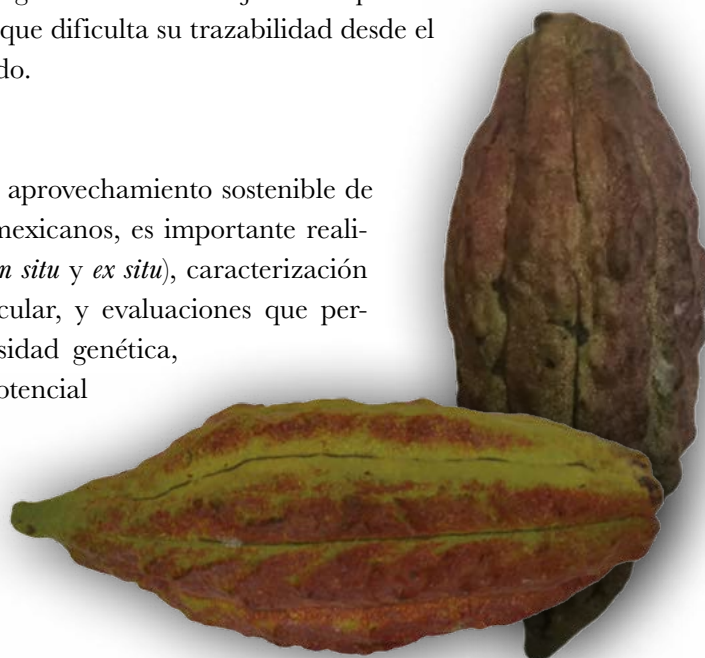 que dificulta su trazabilidad desde el
do.
aprovechamiento sostenible de
mexicanos, es importante reali-
n situ y ex situ), caracterización
cular, y evaluaciones que per-
sidad genética,
otencial